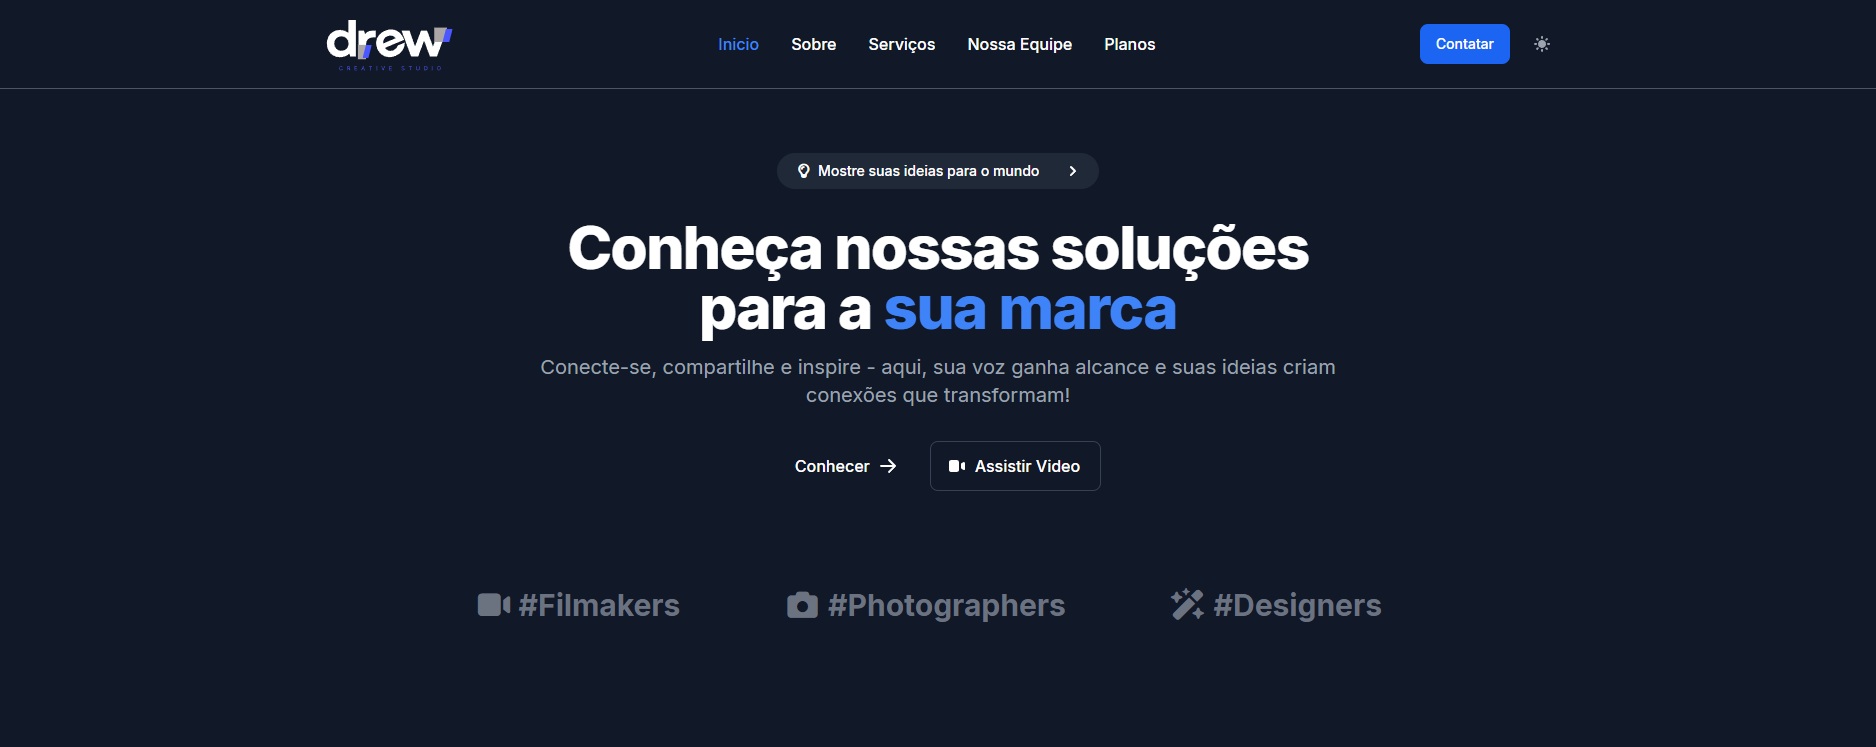 drew
CREATIVE STUDIO
Inicio Sobre Serviços Nossa Equipe Planos Contatar
Mostre suas ideias para o mundo
Conheça nossas soluções
para a sua marca
Conecte-se, compartilhe e inspire - aqui, sua voz ganha alcance e suas ideias criam
conexões que transformam!
Conhecer Assistir Video
#Filmakers #Photographers #Designers